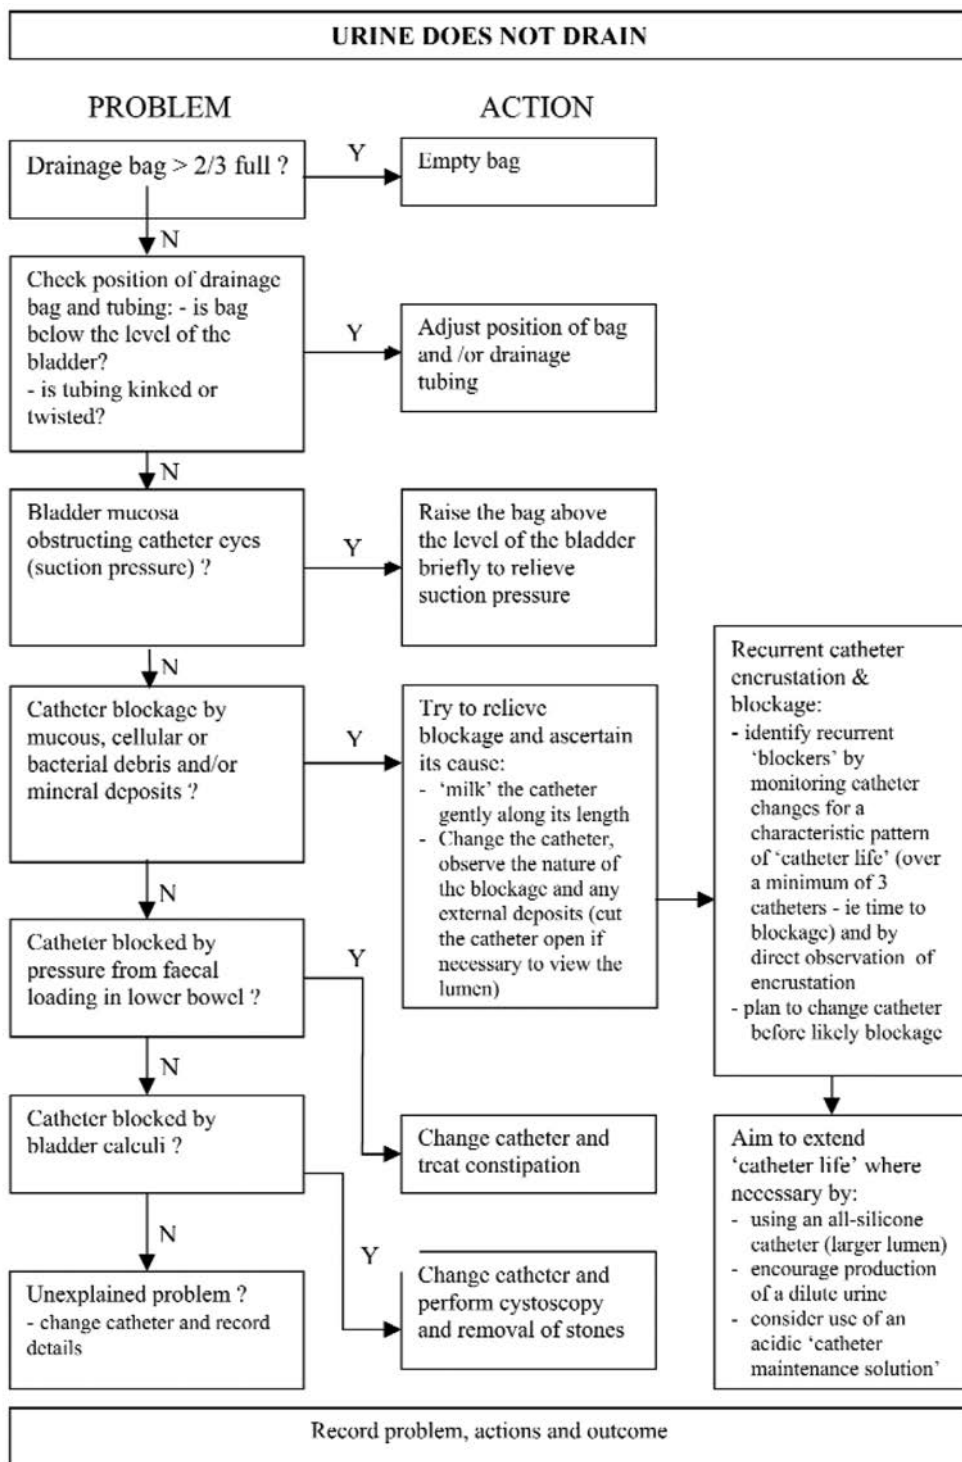 URINE DOES NOT DRAIN
PROBLEM
ACTION
Drainage bag > 2/3 full ?
Y
Empty bag
N
Check position of drainage
bag and tubing: - is bag
below the level of the
bladder?
- is tubing kinked or
twisted?
Y
Adjust position of bag
and /or drainage
tubing
N
Bladder mucosa
obstructing catheter eyes
(suction pressure) ?
Y
Raise the bag above
the level of the bladder
briefly to relieve
suction pressure
N
Catheter blockage by
mucous, cellular or
bacterial debris and/or
mineral deposits ?
Y
Try to relieve
blockage and ascertain
its cause:
- ‘milk’ the catheter
gently along its length
- Change the catheter,
observe the nature of
the blockage and any
external deposits (cut
the catheter open if
necessary to view the
lumen)
Recurrent catheter
encrustation &
blockage:
- identify recurrent
‘blockers’ by
monitoring catheter
changes for a
characteristic pattern
of ‘catheter life’ (over
a minimum of 3
catheters - ie time to
blockage) and by
direct observation of
encrustation
- plan to change catheter
before likely blockage
N
Catheter blocked by
pressure from faecal
loading in lower bowel ?
Y
Change catheter and
treat constipation
N
Catheter blocked by
bladder calculi ?
Y
Change catheter and
perform cystoscopy
and removal of stones
Aim to extend
‘catheter life’ where
necessary by:
- using an all-silicone
catheter (larger lumen)
- encourage production
of a dilute urine
- consider use of an
acidic ‘catheter
maintenance solution’
N
Unexplained problem ?
- change catheter and record
details
Record problem, actions and outcome